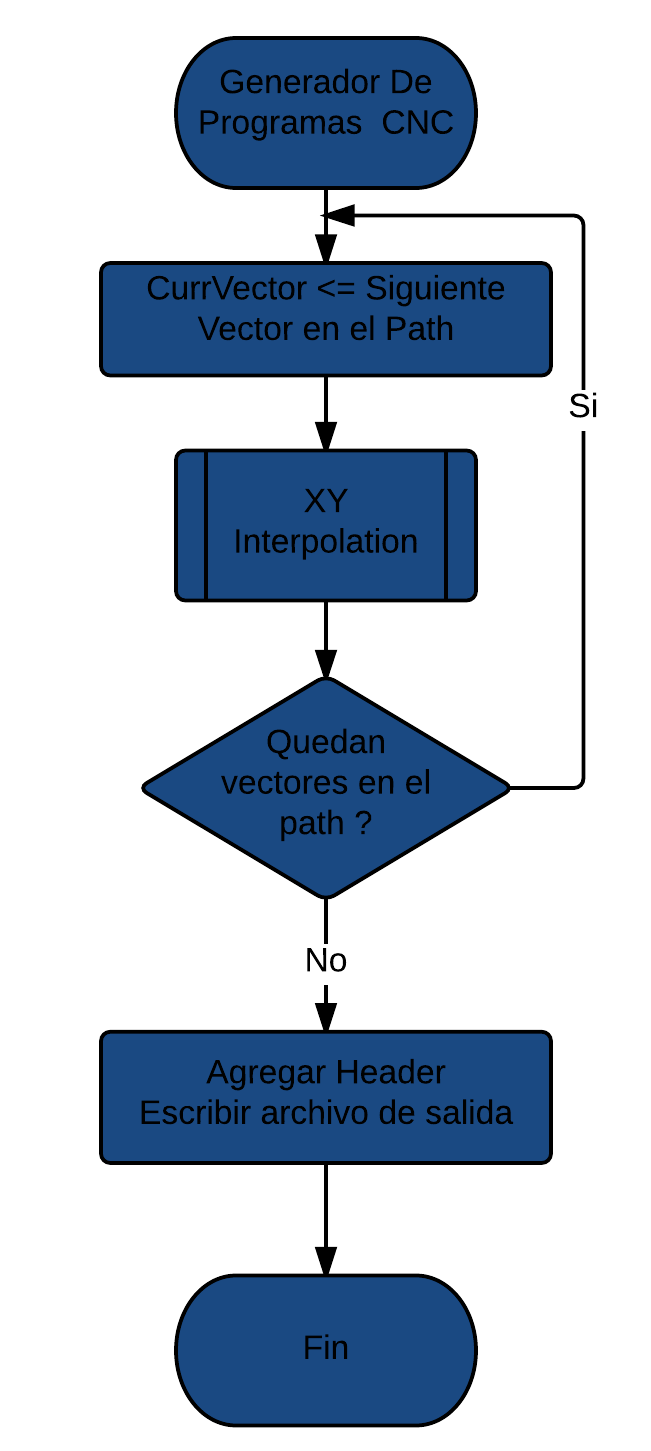 Generador De
Programas  CNC
CurrVector <= Siguiente
Vector en el Path
Si
XY
Interpolation
Quedan
vectores en el
path ?
No
Agregar Header
Escribir archivo de salida
Fin